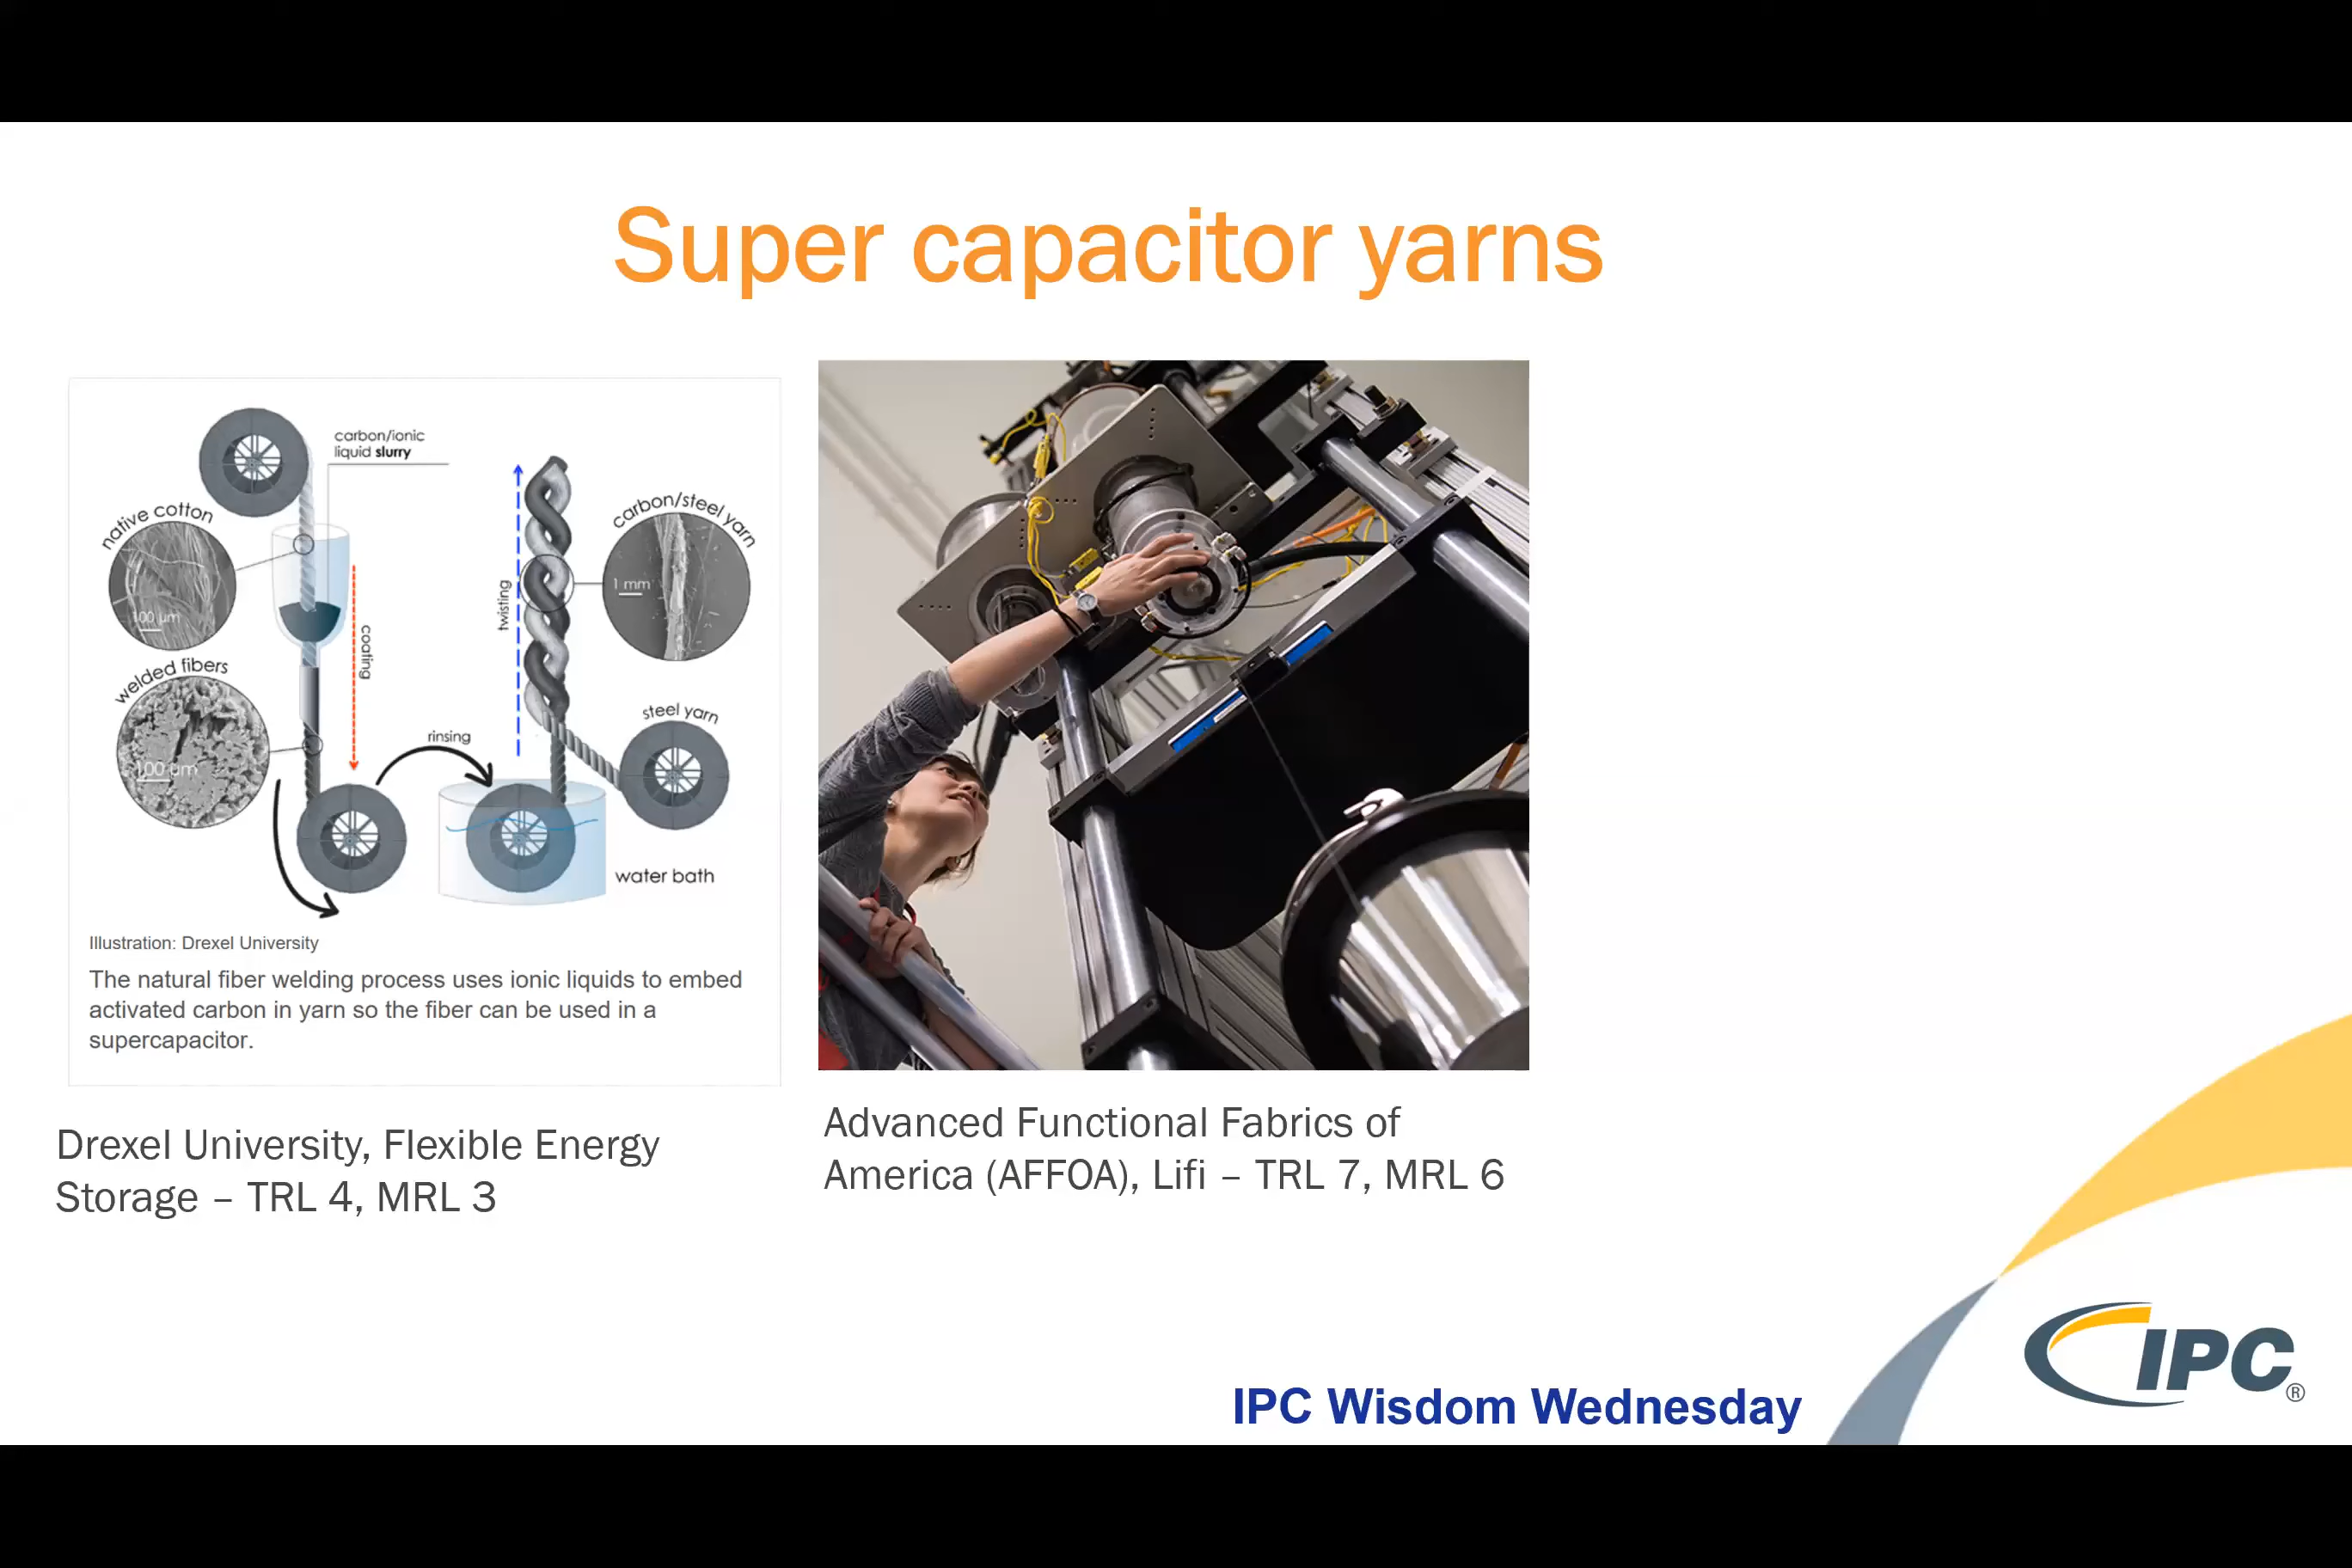 Super capacitor yarns
carbon/ionic
liquid slurry
native cotton
100 µm
welded fibers
100 µm
coating
rinsing
twisting
carbon/steel yarn
1 mm
steel yarn
water bath
Illustration: Drexel University
The natural fiber welding process uses ionic liquids to embed
activated carbon in yarn so the fiber can be used in a
supercapacitor.
Drexel University, Flexible Energy
Storage – TRL 4, MRL 3
Advanced Functional Fabrics of
America (AFFOA), Lifi – TRL 7, MRL 6
IPC Wisdom Wednesday
IPC®